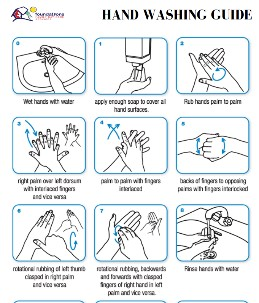 foundations
HAND WASHING GUIDE
0
1
2
Wet hands with water
apply enough soap to cover all
hand surfaces.
Rub hands palm to palm
3
4
5
right palm over left dorsum
with interlaced fingers
and vice versa
palm to palm with fingers
interlaced
backs of fingers to opposing
palms with fingers interlocked
6
7
8
rotational rubbing of left thumb
clasped in right palm
and vice versa
rotational rubbing, backwards
and forwards with clasped
fingers of right hand in left
palm and vice versa.
Rinse hands with water